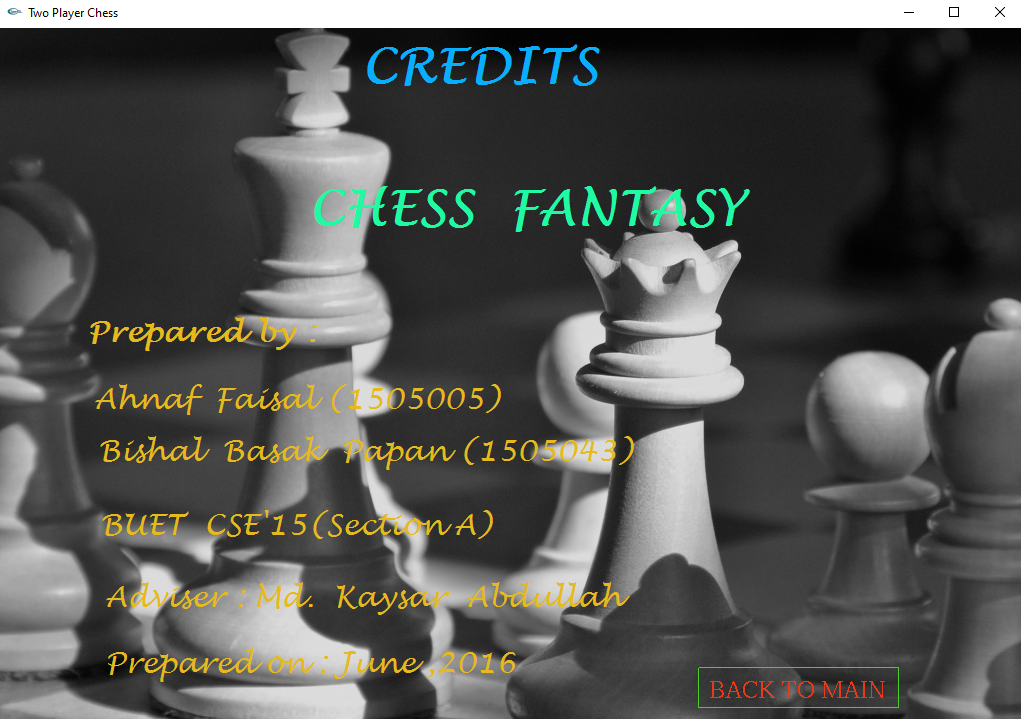 Two Player Chess
CREDITS
CHESS FANTASY
Prepared by :
Ahnaf Faisal (1505005)
Bishal Basak Papan (1505043)
BUET CSE'15(Section A)
Adviser : Md. Kaysar Abdullah
Prepared on : June ,2016
BACK TO MAIN